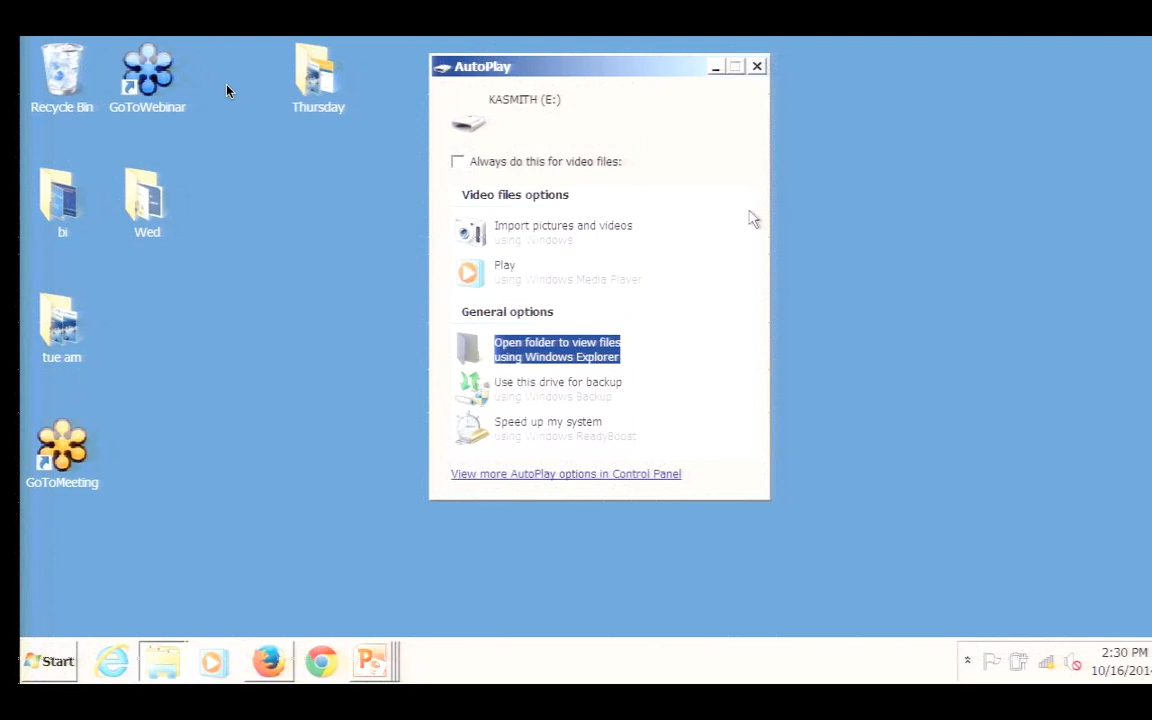 Recycle Bin
GoToWebinar
Thursday
bi
Wed
tue am
GoToMeeting
AutoPlay
KASMITH (E:)
Always do this for video files:
Video files options
Import pictures and videos
using Windows
Play
using Windows Media Player
General options
Open folder to view files
using Windows Explorer
Use this drive for backup
using Windows Backup
Speed up my system
using Windows ReadyBoost
View more AutoPlay options in Control Panel
Start
2:30 PM
10/16/201